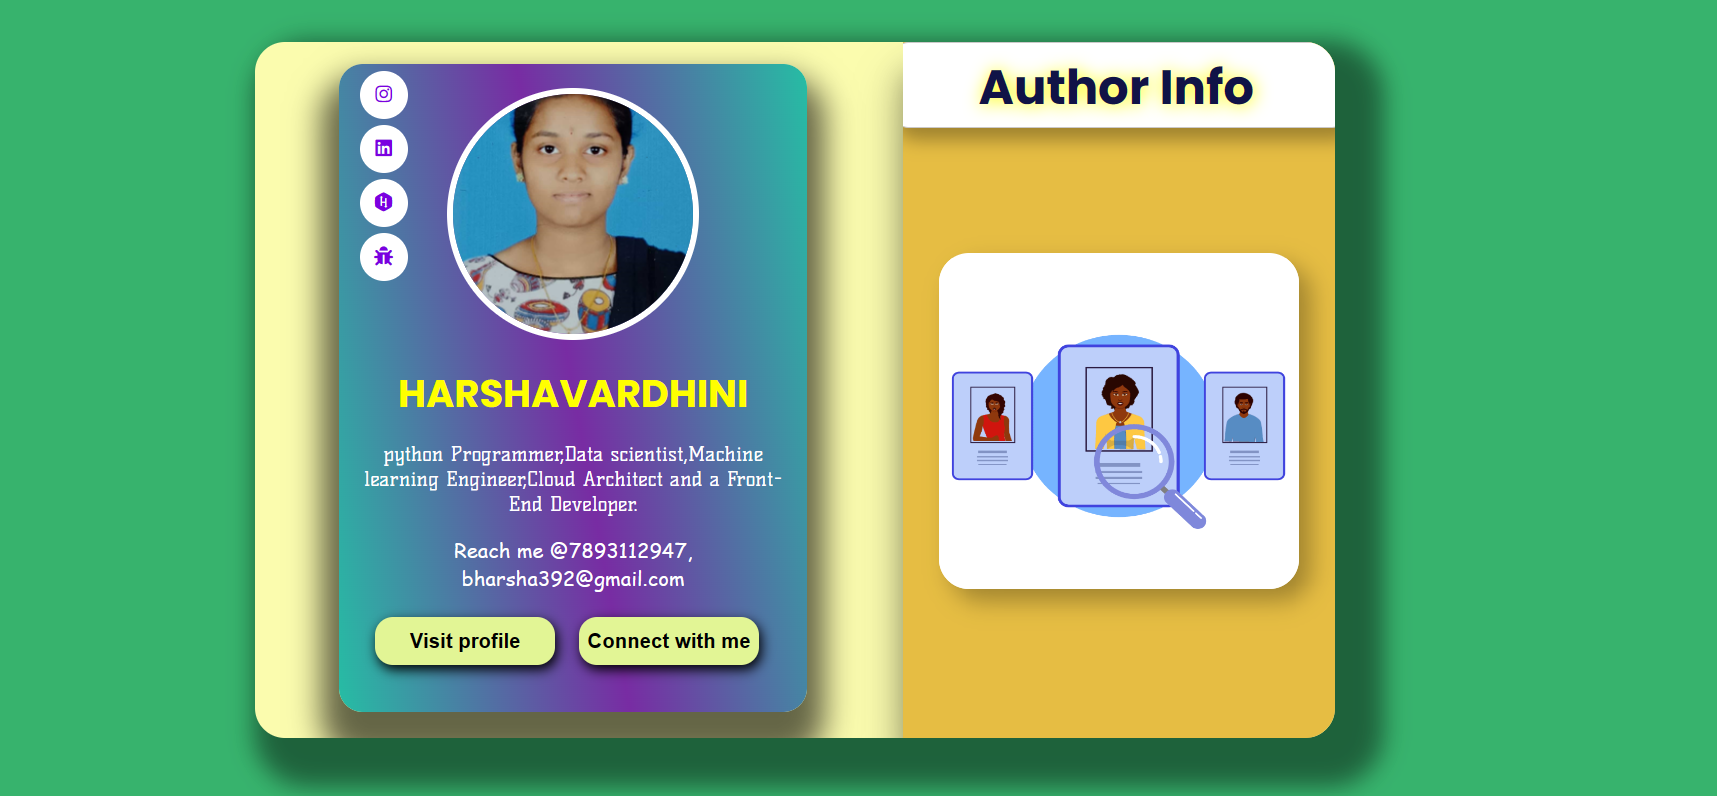 Author Info
HARSHAVARDHINI
python Programmer,Data scientist,Machine
learning Engineer,Cloud Architect and a Front-
End Developer.
Reach me @7893112947,
bharsha392@gmail.com
Visit profile
Connect with me